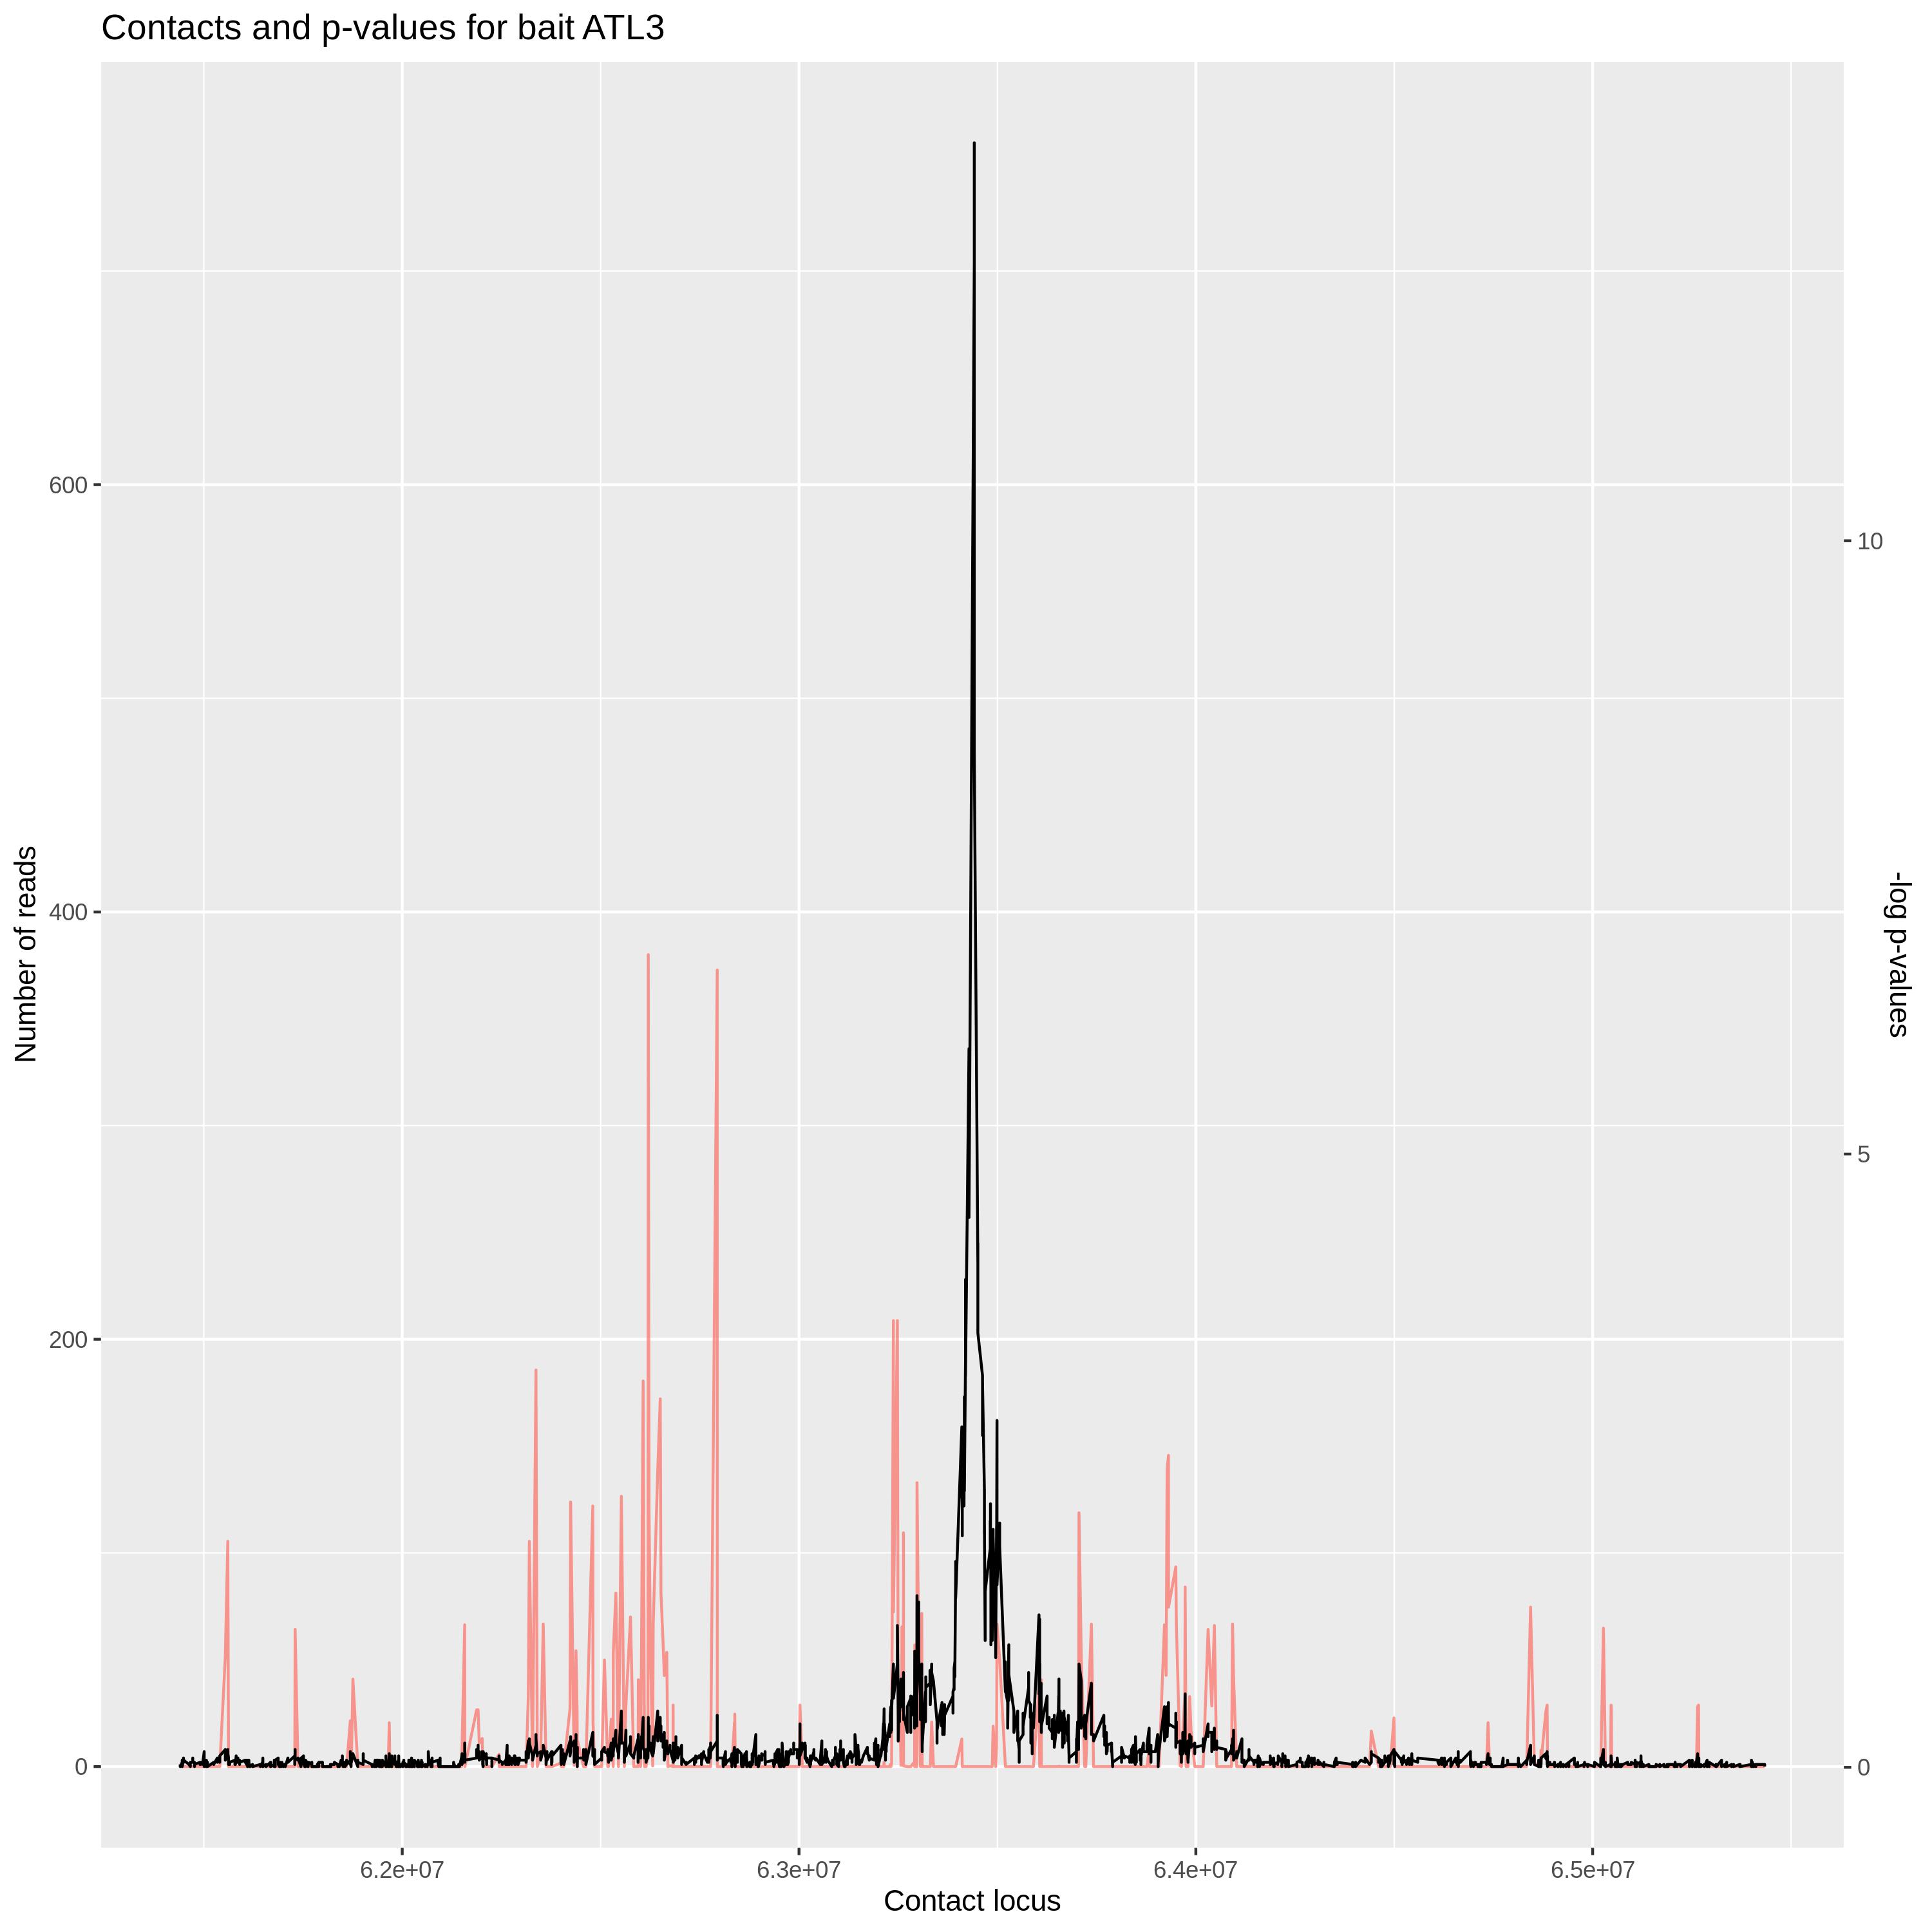 Contacts and p-values for bait ATL3
Number of reads
600
400
200
0
10
5
0
-log p-values
6.2e+07
6.3e+07
6.4e+07
6.5e+07
Contact locus